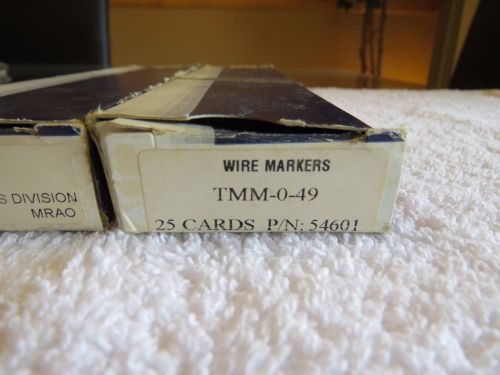 S DIVISION
MRAO
WIRE MARKERS
TMM-0-49
25 CARDS P/N: 54601